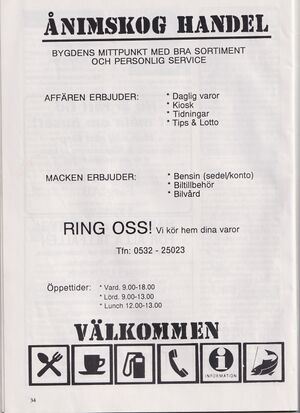 ÅNIMSKOG HANDEL
BYGDENS MITTPUNKT MED BRA SORTIMENT
OCH PERSONLIG SERVICE
AFFÄREN ERBJUDER: * Daglig varor
* Kiosk
* Tidningar
* Tips & Lotto
MACKEN ERBJUDER: * Bensin (sedel/konto)
* Biltillbehör
* Bilvård
RING OSS! Vi kör hem dina varor
Tfn: 0532 - 25023
Öppettider: * Vard. 9.00-18.00
* Lörd. 9.00-13.00
* Lunch 12.00-13.00
VÄLKOMMEN
i
INFORMATION
34